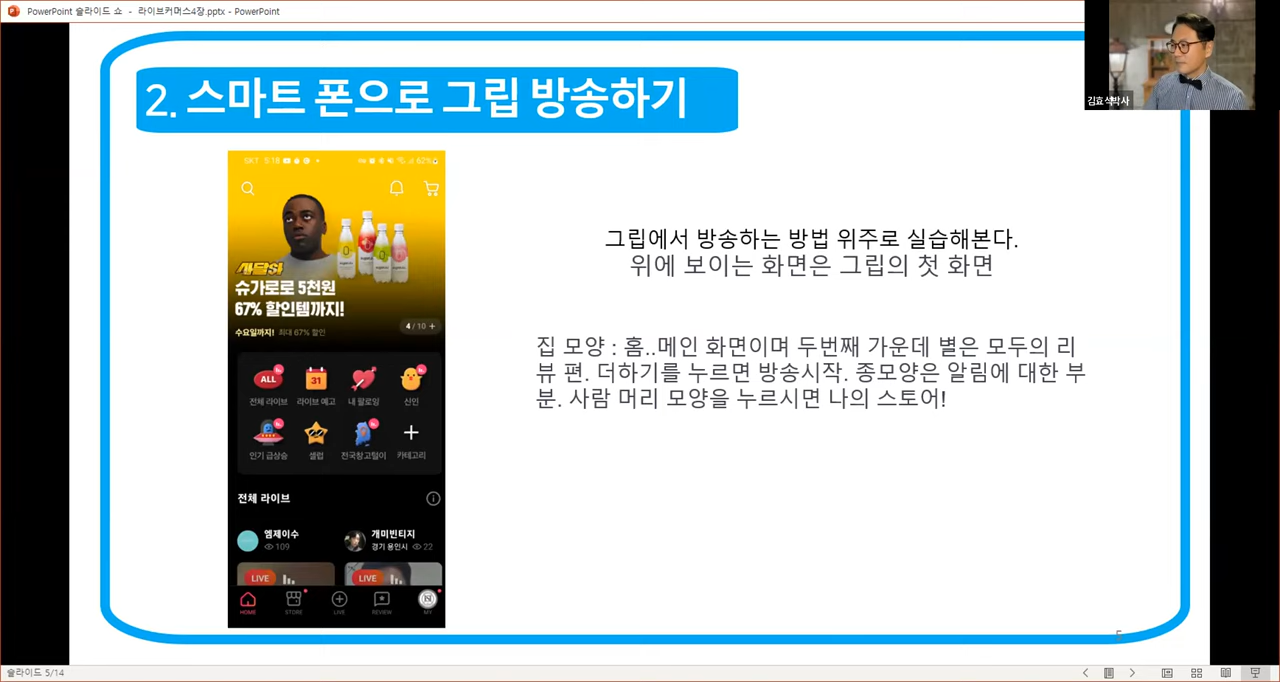 PowerPoint 슬라이드 쇼 - 라이브커머스4장.pptx - PowerPoint
김효석박사
2. 스마트 폰으로 그립 방송하기
SKT 5:18
62%
슈가로로 5천원
67% 할인템까지!
수요일까지! 최대 67% 할인
4 / 10 +
ALL
31
전체 라이브
라이브 예고
내 팔로잉
신인
인기 급상승
셀럽
전국창고털이
카테고리
전체 라이브
엠제이수
109
개미빈티지
경기 용인시 22
LIVE
LIVE
HOME
STORE
LIVE
REVIEW
MY
그립에서 방송하는 방법 위주로 실습해본다.
위에 보이는 화면은 그립의 첫 화면
집 모양 : 홈..메인 화면이며 두번째 가운데 별은 모두의 리
뷰 편. 더하기를 누르면 방송시작. 종모양은 알림에 대한 부
분. 사람 머리 모양을 누르시면 나의 스토어!
5
슬라이드 5/14